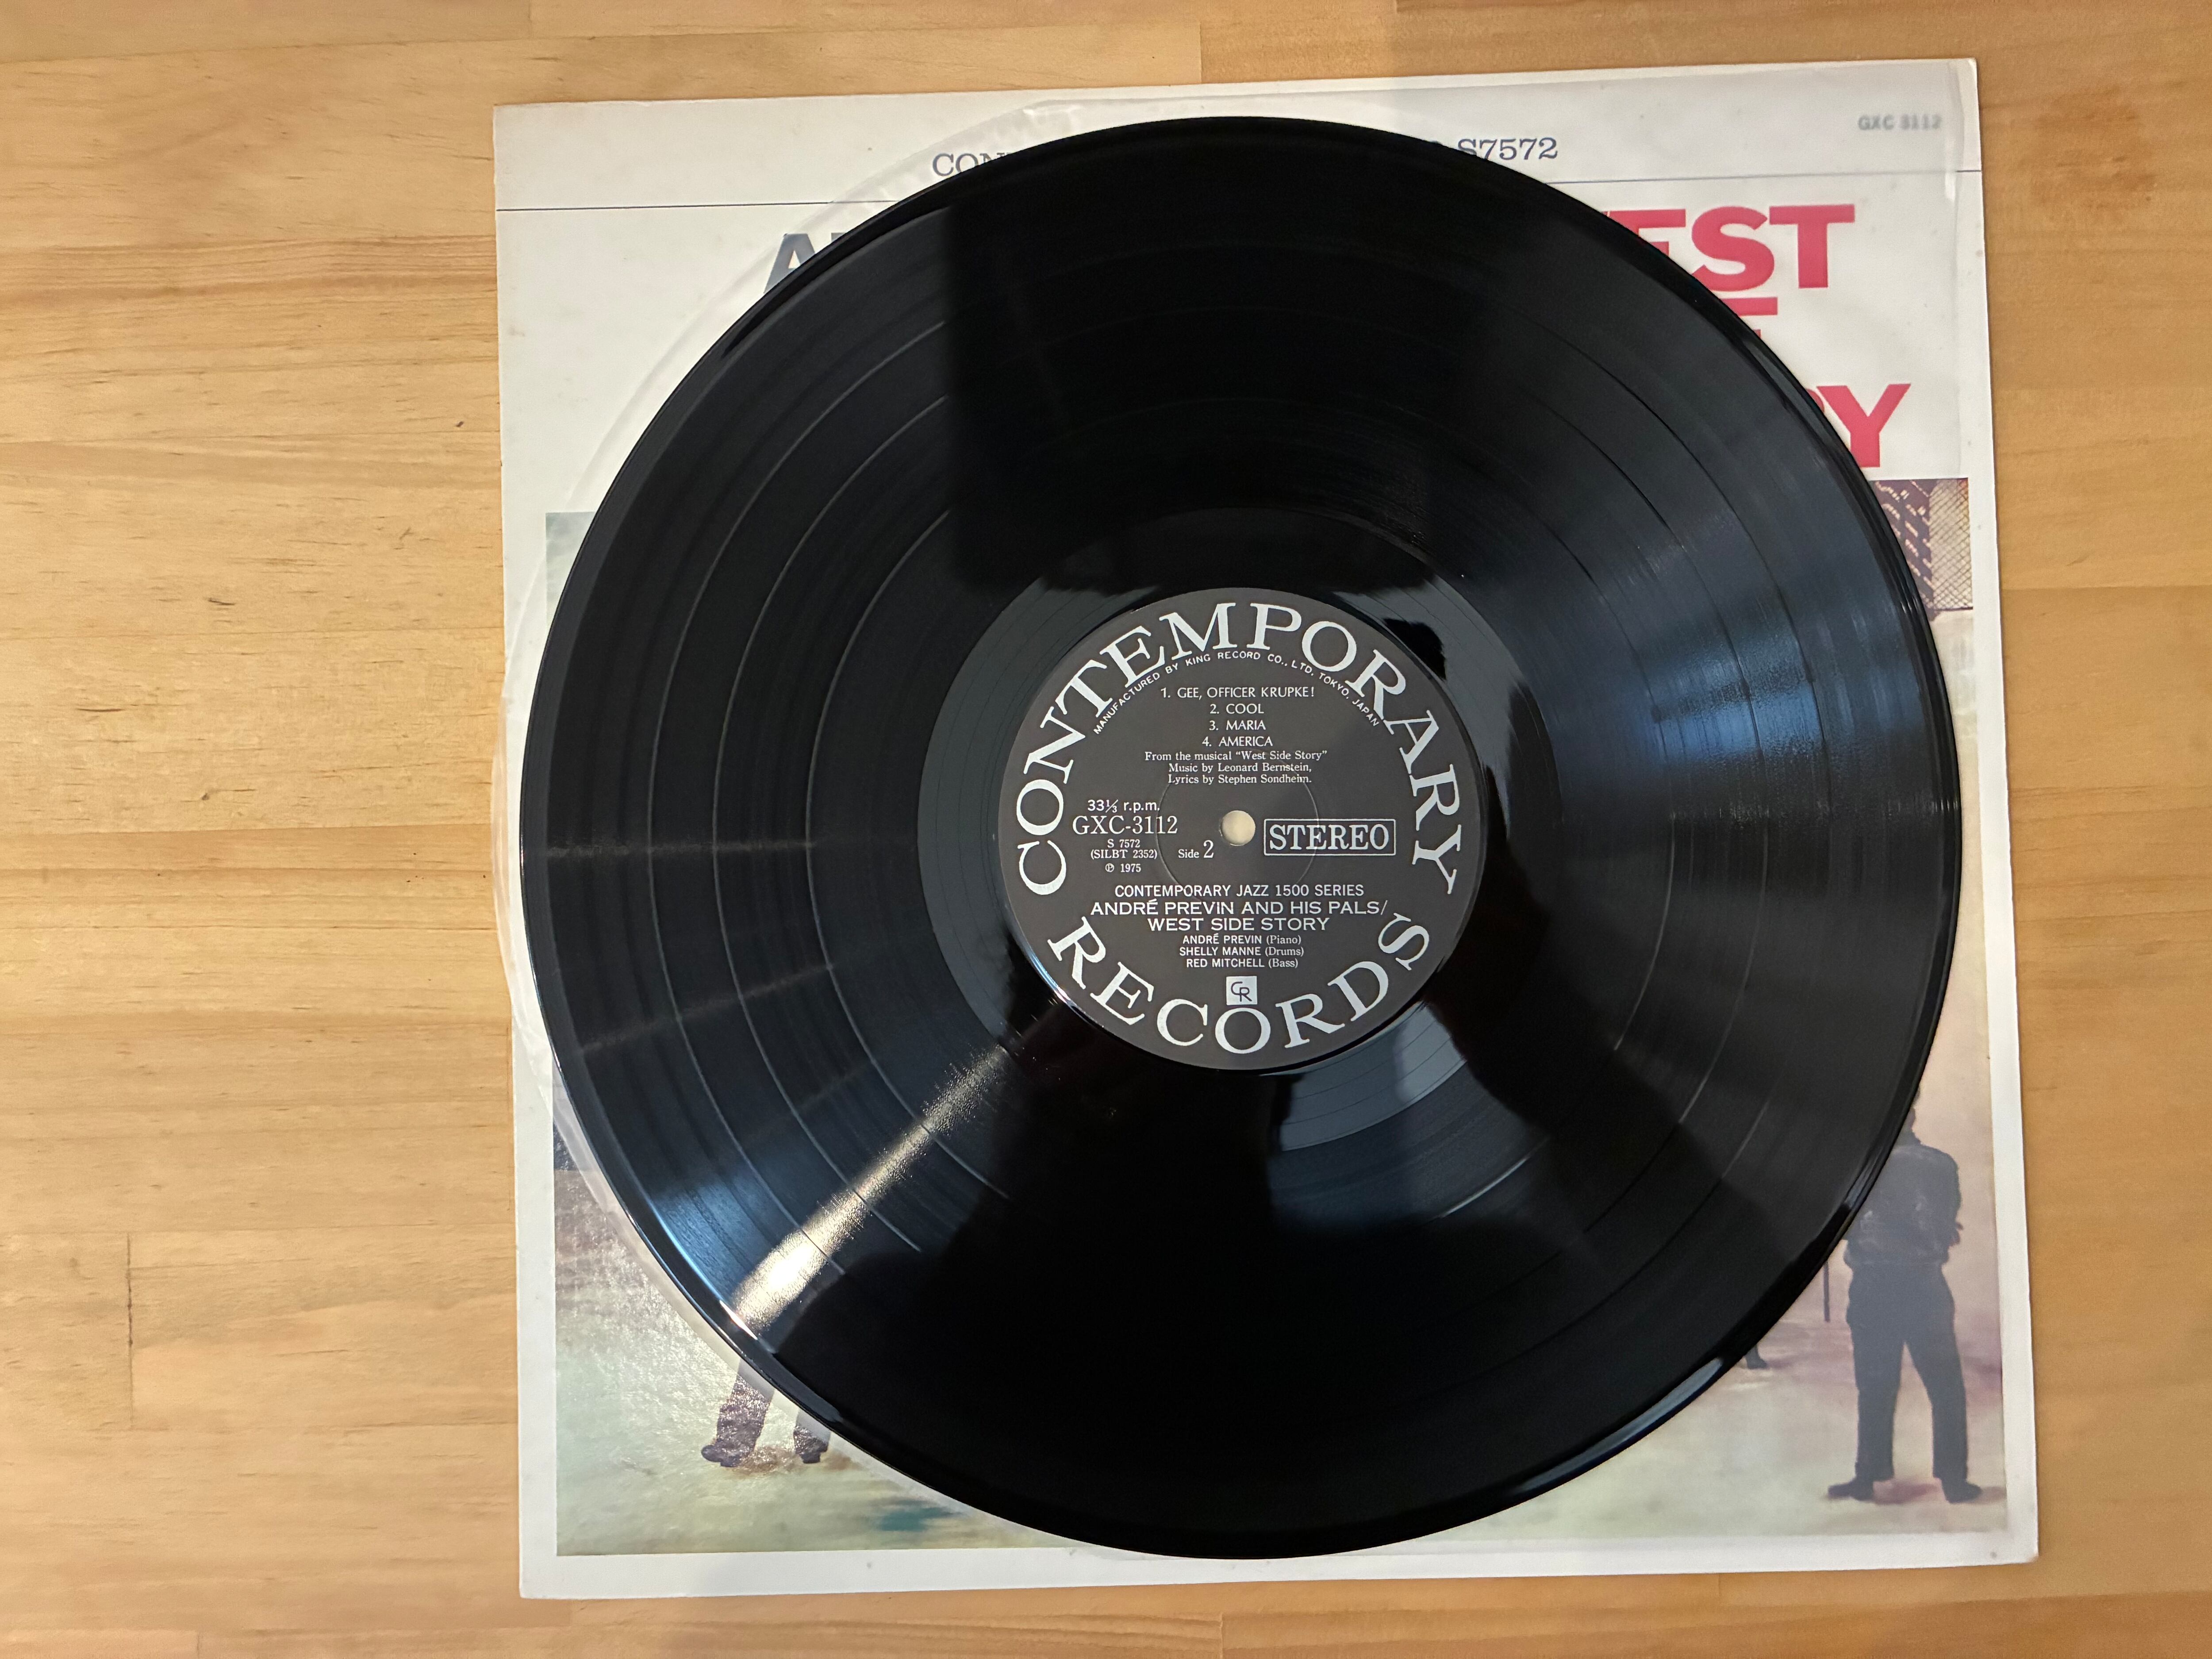 GXC 3112
S7572
CONTEMPORARY RECORDS
MANUFACTURED BY KING RECORD CO., LTD. TOKYO, JAPAN
1. GEE, OFFICER KRUPKE!
2. COOL
3. MARIA
4. AMERICA
From the musical "West Side Story"
Music by Leonard Bernstein,
Lyrics by Stephen Sondheim.
33⅓ r.p.m.
GXC-3112
S 7572
(SILBT 2352)
℗ 1975
Side 2
STEREO
CONTEMPORARY JAZZ 1500 SERIES
ANDRÉ PREVIN AND HIS PALS/
WEST SIDE STORY
ANDRÉ PREVIN (Piano)
SHELLY MANNE (Drums)
RED MITCHELL (Bass)
CR